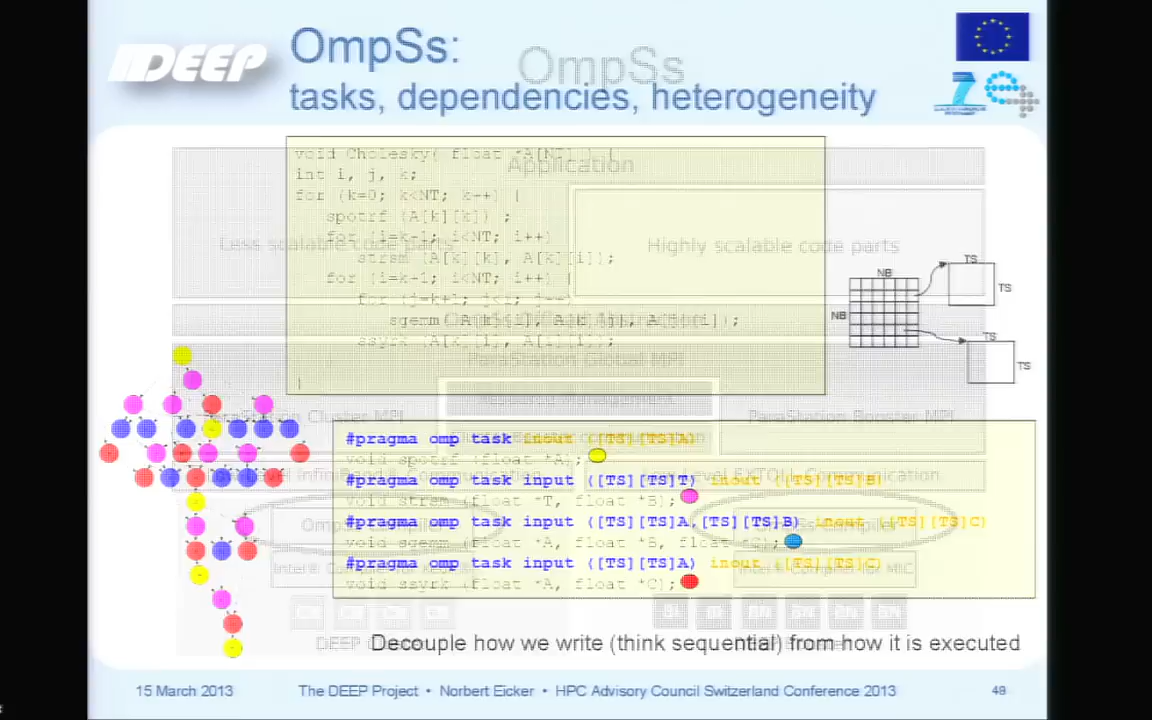 DEEP
OmpSs:
OmpSs
tasks, dependencies, heterogeneity
void Cholesky( float *A[NT] ) {
Application
int i, j, k;
for (k=0; k<NT; k++) {
spotrf (A[k][k]) ;
for (i=k+1; i<NT; i++)
Less scalable code parts
Highly scalable code parts
strsm (A[k][k], A[k][i]);
for (i=k+1; i<NT; i++) {
for (j=k+1; j<i; j++)
sgemm( A[k][i], A[k][j], A[j][i]);
ssyrk (A[k][i], A[i][i]);
}
NB
TS
TS
NB
TS
TS
ParaStation Global MPI
ParaStation Cluster MPI
ParaStation Booster MPI
#pragma omp task inout ([TS][TS]A)
void spotrf (float *A);
#pragma omp task input ([TS][TS]T) inout ([TS][TS]B)
void strsm (float *T, float *B);
#pragma omp task input ([TS][TS]A,[TS][TS]B) inout ([TS][TS]C)
void sgemm (float *A, float *B, float *C);
#pragma omp task input ([TS][TS]A) inout ([TS][TS]C)
void ssyrk (float *A, float *C);
Decouple how we write (think sequential) from how it is executed
15 March 2013
The DEEP Project • Norbert Eicker • HPC Advisory Council Switzerland Conference 2013
48